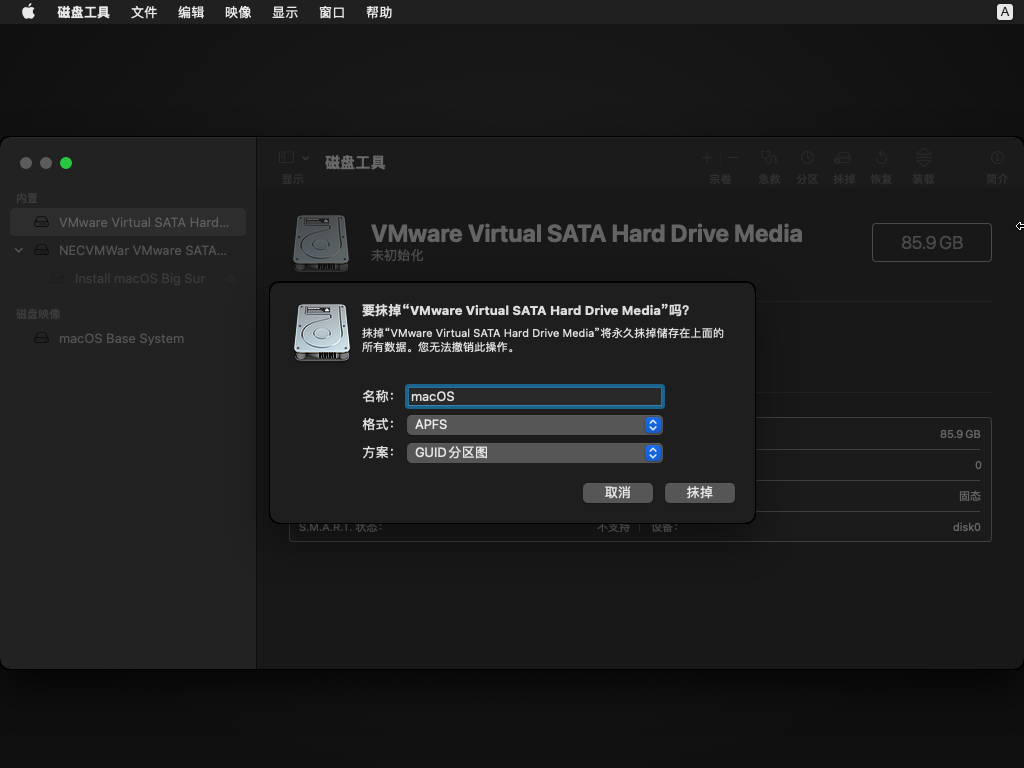 磁盘工具 文件 编辑 映像 显示 窗口 帮助 A
磁盘工具
显示 宗卷 急救 分区 抹掉 恢复 装载 简介
内置
VMware Virtual SATA Hard...
NECVMWar VMware SATA...
Install macOS Big Sur
磁盘映像
macOS Base System
VMware Virtual SATA Hard Drive Media
未初始化
85.9 GB
要抹掉“VMware Virtual SATA Hard Drive Media”吗?
抹掉“VMware Virtual SATA Hard Drive Media”将永久抹掉储存在上面的
所有数据。您无法撤销此操作。
名称: macOS
格式: APFS
方案: GUID分区图
取消 抹掉
85.9 GB
0
固态
S.M.A.R.T. 状态: 不支持 设备: disk0